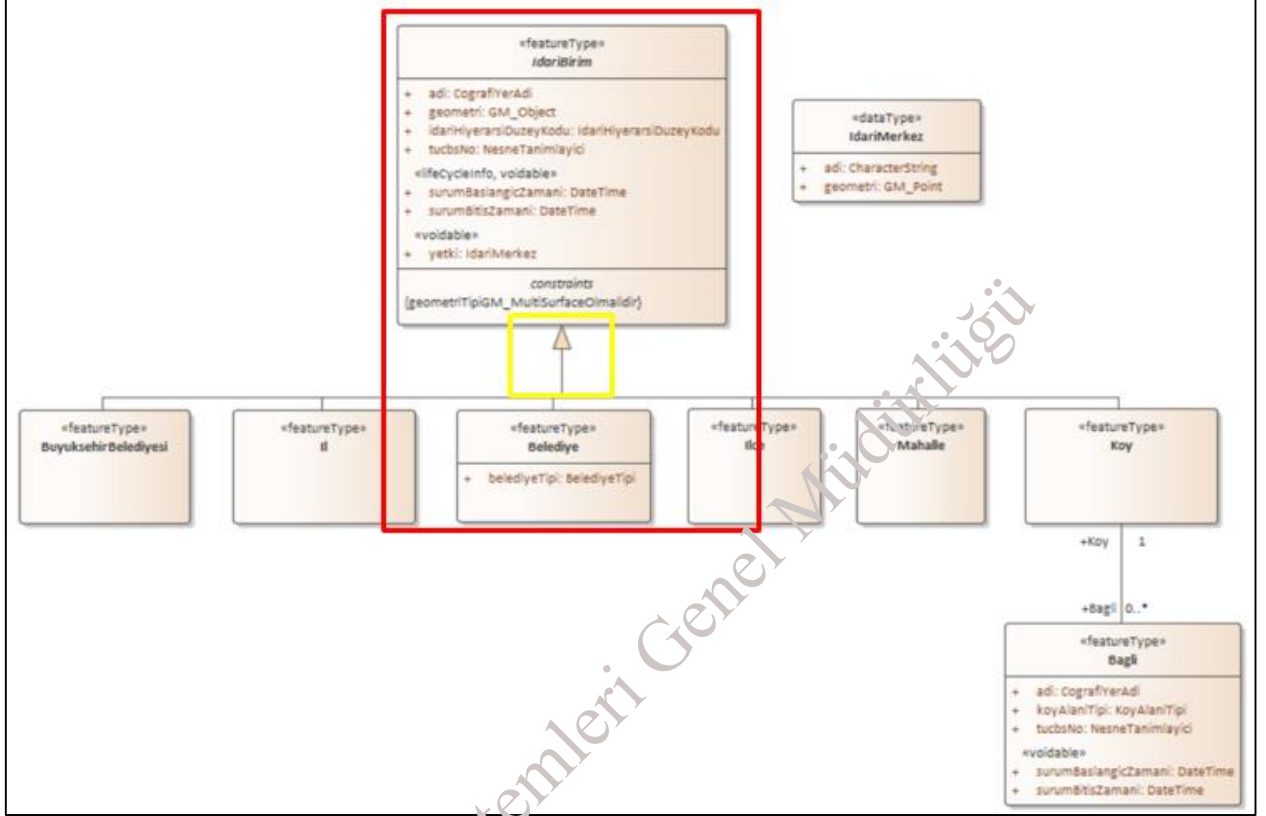 «featureType»
IdariBirim
+ adi: CografiYerAdi
+ geometri: GM_Object
+ idariHiyerarsiDuzeyKodu: IdariHiyerarsiDuzeyKodu
+ tucbsNo: NesneTanimlayici
«lifeCycleInfo, voidable»
+ surumBaslangicZamani: DateTime
+ surumBitisZamani: DateTime
«voidable»
+ yetki: IdariMerkez
constraints
{geometriTipiGM_MultiSurfaceOlmalidir}
«dataType»
IdariMerkez
+ adi: CharacterString
+ geometri: GM_Point
«featureType»
BuyuksehirBelediyesi
«featureType»
Il
«featureType»
Belediye
+ belediyeTipi: BelediyeTipi
«featureType»
Ilce
«featureType»
Mahalle
«featureType»
Koy
+Koy 1
+Bagli 0..*
«featureType»
Bagli
+ adi: CografiYerAdi
+ koyAlaniTipi: KoyAlaniTipi
+ tucbsNo: NesneTanimlayici
«voidable»
+ surumBaslangicZamani: DateTime
+ surumBitisZamani: DateTime
temleri Genel Müdürlüğü